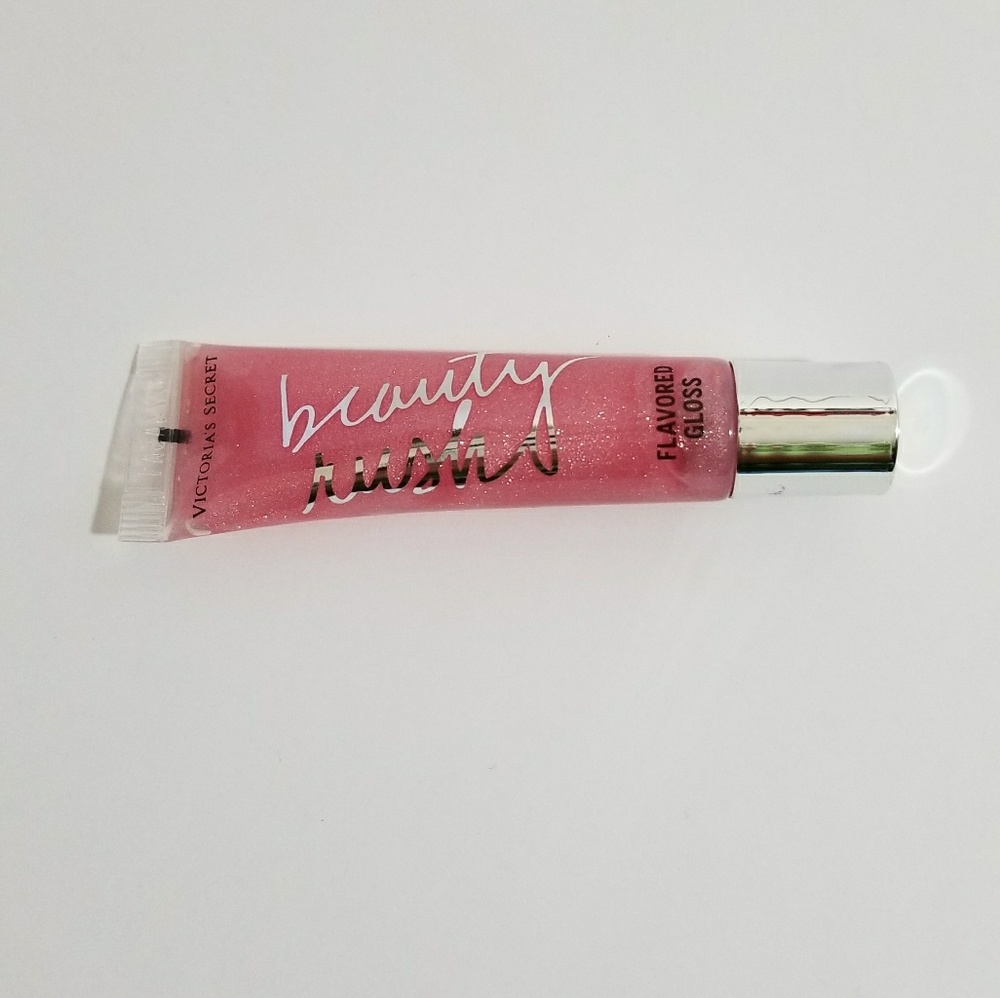 VICTORIA'S SECRET
beauty
rush
FLAVORED
GLOSS